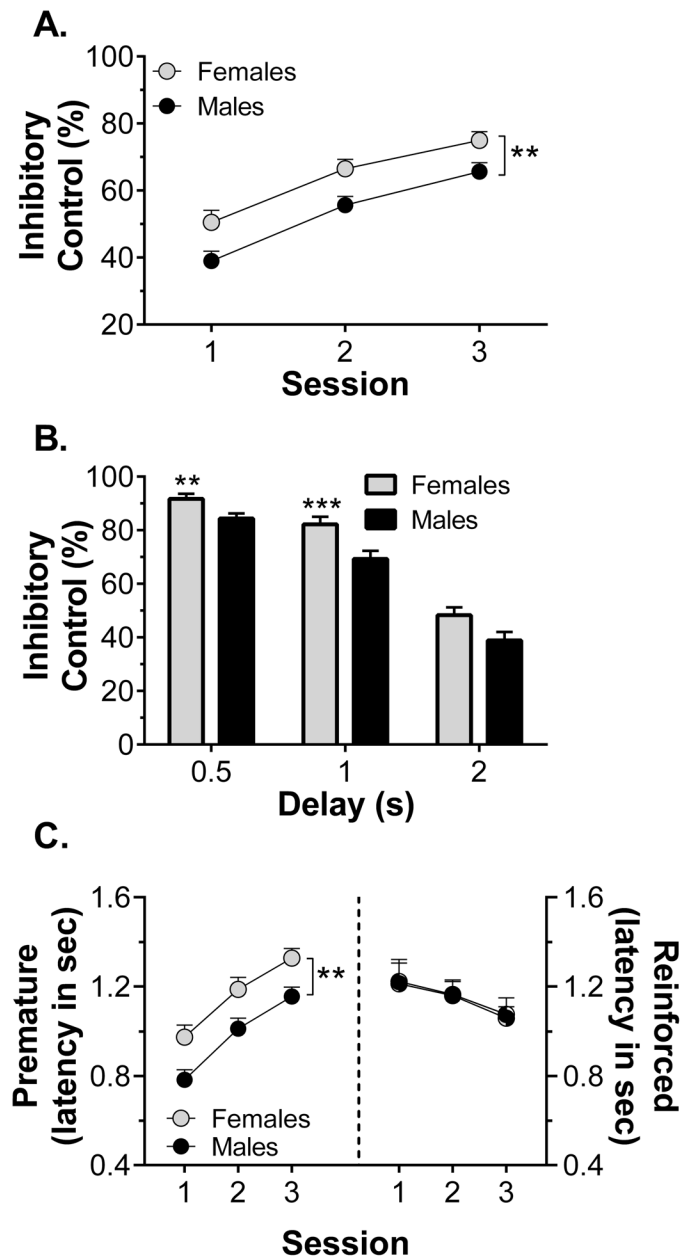 A.
100
80
60
40
20
Inhibitory
Control (%)
Females
Males
**
1 2 3
Session
B.
100
80
60
40
20
0
Inhibitory
Control (%)
** ***
Females
Males
0.5 1 2
Delay (s)
C.
1.6
1.2
0.8
0.4
Premature
(latency in sec)
**
Females
Males
1 2 3
1 2 3
1.6
1.2
0.8
0.4
Reinforced
(latency in sec)
Session